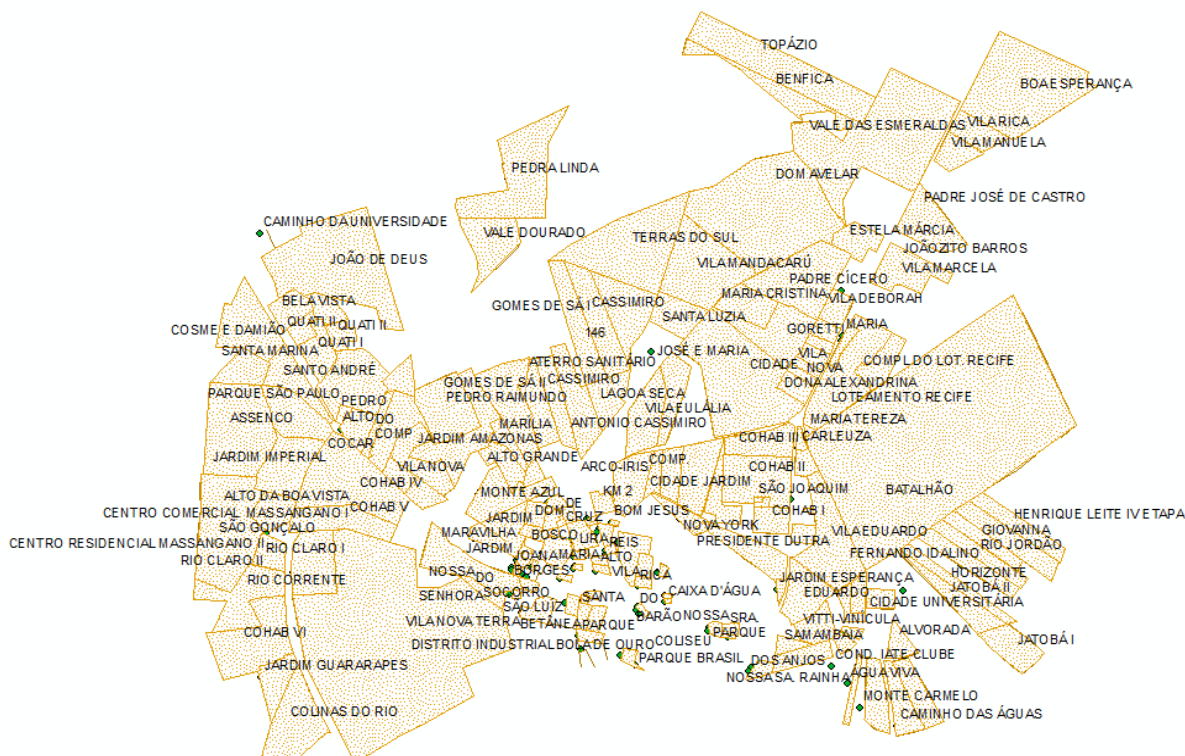 TOPÁZIO
BENFICA
BOA ESPERANÇA
VALE DAS ESMERALDAS
VILA RICA
VILA MANUELA
PEDRA LINDA
DOM AVELAR
PADRE JOSÉ DE CASTRO
CAMINHO DA UNIVERSIDADE
VALE DOURADO
TERRAS DO SUL
ESTELA MÁRCIA
JOÃOZITO BARROS
JOÃO DE DEUS
VILA MANDACARÚ
VILA MARCELA
PADRE CÍCERO
MARIA CRISTINA
VILA DEBORAH
BELA VISTA
GOMES DE SÁ I
CASSIMIRO
SANTA LUZIA
QUATI II
QUATI II
COSME E DAMIÃO
146
GORETTI
MARIA
QUATI I
SANTA MARINA
ATERRO SANITÁRIO
JOSÉ E MARIA
VILA
NOVA
CIDADE
COMPL.DO LOT. RECIFE
SANTO ANDRÉ
GOMES DE SÁ II
CASSIMIRO
DONA ALEXANDRINA
PARQUE SÃO PAULO
PEDRO RAIMUNDO
LAGOA SECA
LOTEAMENTO RECIFE
PEDRO
VILA EULÁLIA
ASSENCO
ALTO
DO
MARÍLIA
ANTONIO CASSIMIRO
MARIA TEREZA
COCAR
COMP.
JARDIM AMAZONAS
COHAB III
CARLEUZA
JARDIM IMPERIAL
VILA NOVA
ALTO GRANDE
ARCO-IRIS
COMP.
COHAB II
CIDADE JARDIM
COHAB IV
ALTO DA BOA VISTA
MONTE AZUL
KM 2
SÃO JOAQUIM
BATALHÃO
COHAB V
DE
DOM
BOM JESUS
COHAB I
CENTRO COMERCIAL MASSANGANO I
JARDIM
CRUZ
HENRIQUE LEITE IV ETAPA
SÃO GONÇALO
MARAVILHA
BOSCO
LIRA
NOVA YORK
VILA EDUARDO
GIOVANNA
CENTRO RESIDENCIAL MASSANGANO II
RIO CLARO I
JARDIM
REIS
PRESIDENTE DUTRA
RIO JORDÃO
RIO CLARO II
JOANA
MARIA
ALTO
FERNANDO IDALINO
RIO CORRENTE
NOSSA
DO
BORGES
VILA
RICA
JARDIM ESPERANÇA
HORIZONTE
SENHORA
SOCORRO
SANTA
DO
CAIXA D'ÁGUA
EDUARDO
JATOBÁ II
SÃO LUIZ
CIDADE UNIVERSITÁRIA
VILA NOVA TERRA
BETÂNEA
PARQUE
BARÃO
NOSSA
SRA.
VITTI-VINÍCULA
COHAB VI
PARQUE
SAMAMBAIA
ALVORADA
JATOBÁ I
DISTRITO INDUSTRIAL
BOLA DE OURO
COLISEU
PARQUE BRASIL
DOS ANJOS
COND. IATE CLUBE
JARDIM GUARARAPES
NOSSA SA. RAINHA
ÁGUA VIVA
MONTE CARMELO
COLINAS DO RIO
CAMINHO DAS ÁGUAS